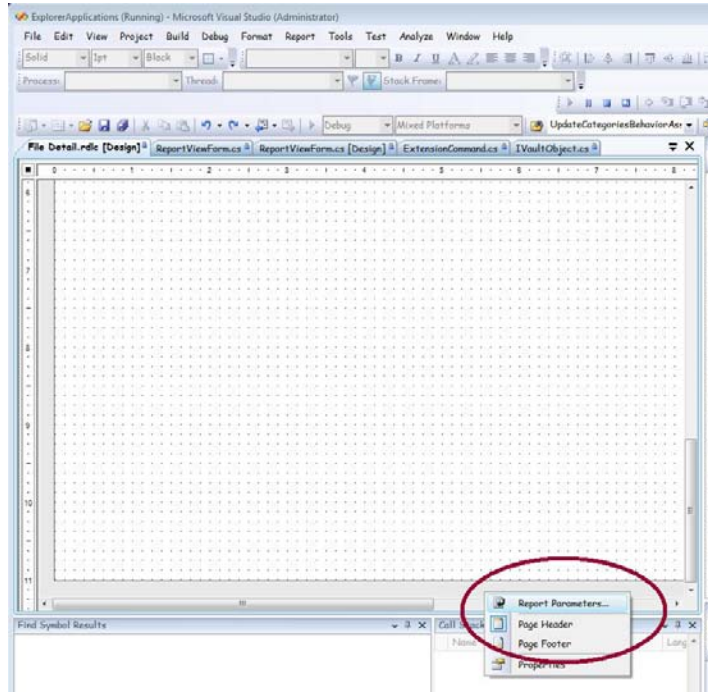 ExplorerApplications (Running) - Microsoft Visual Studio (Administrator)
File Edit View Project Build Debug Format Report Tools Test Analyze Window Help
Solid 1pt Black B I U A
Process: Thread: Stack Frame:
Debug Mixed Platforms UpdateCategoriesBehaviorAs
File Detail.rdlc [Design] ReportViewForm.cs ReportViewForm.cs [Design] ExtensionCommand.cs IVaultObject.cs
0 1 2 3 4 5 6 7 8
6
7
8
9
10
11
Report Parameters...
Find Symbol Results Call Stack Page Header
Name Page Footer Lang
Properties